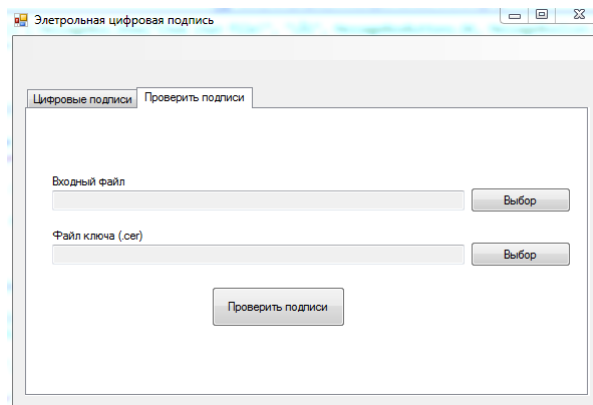 Элетрольная цифровая подпись
Цифровые подписи
Проверить подписи
Входный файл
Выбор
Файл ключа (.cer)
Выбор
Проверить подписи